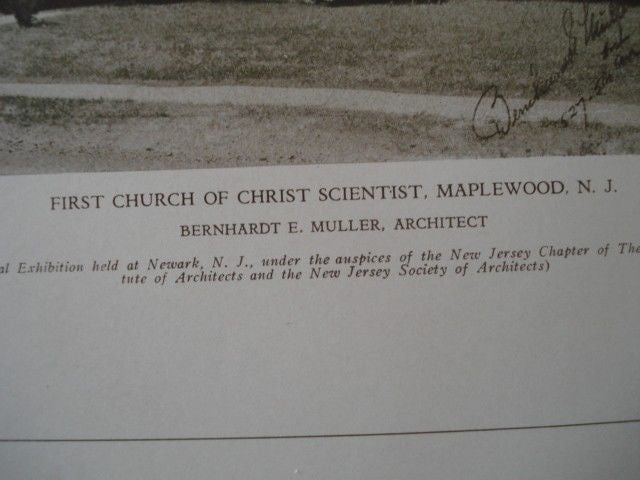 FIRST CHURCH OF CHRIST SCIENTIST, MAPLEWOOD, N. J.
BERNHARDT E. MULLER, ARCHITECT
al Exhibition held at Newark, N. J., under the auspices of the New Jersey Chapter of The
tute of Architects and the New Jersey Society of Architects)